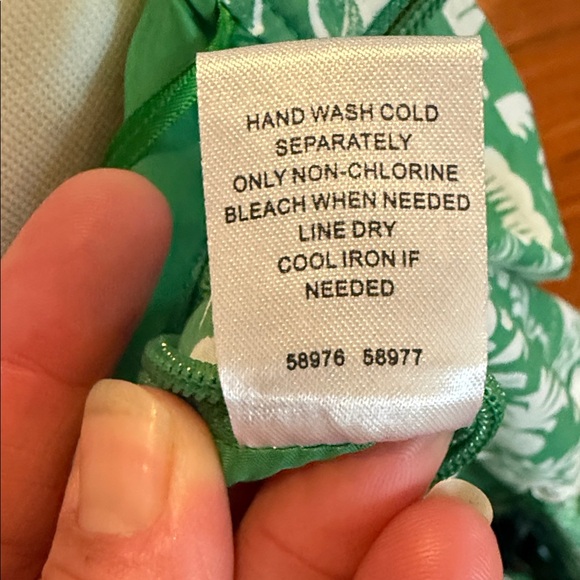 HAND WASH COLD
SEPARATELY
ONLY NON-CHLORINE
BLEACH WHEN NEEDED
LINE DRY
COOL IRON IF
NEEDED
58976 58977